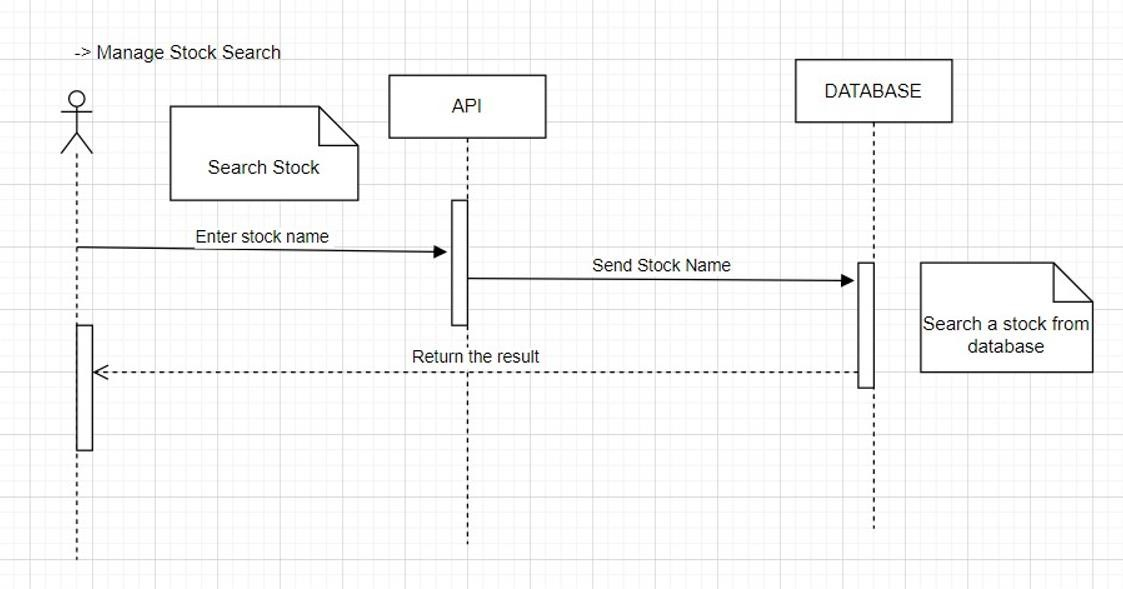 -> Manage Stock Search
API
DATABASE
Search Stock
Enter stock name
Send Stock Name
Search a stock from
database
Return the result